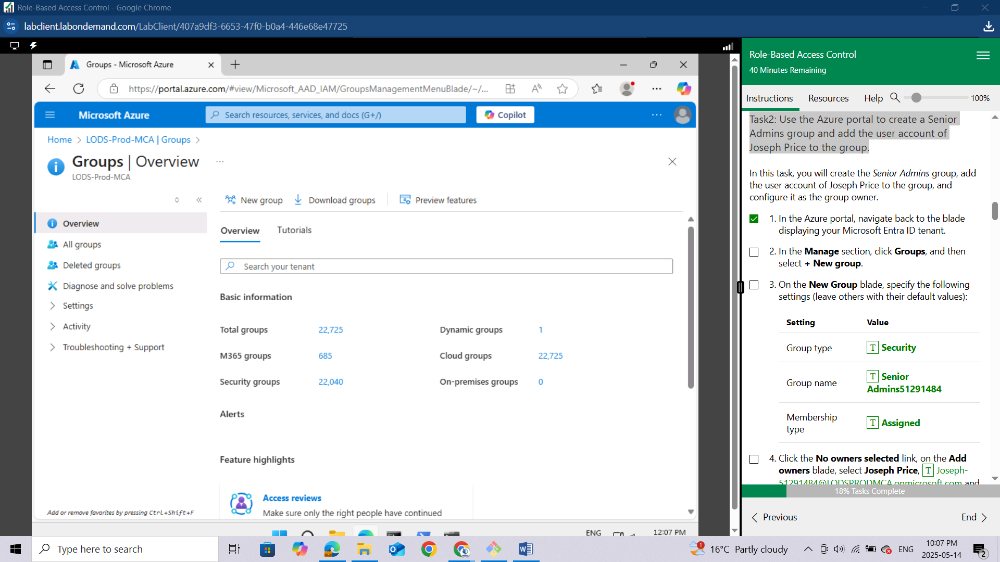 Role-Based Access Control - Google Chrome
labclient.labondemand.com/LabClient/407a9df3-6653-47f0-b0a4-446e68e47725
Groups - Microsoft Azure
https://portal.azure.com/#view/Microsoft_AAD_IAM/GroupsManagementMenuBlade/~/...
Microsoft Azure
Search resources, services, and docs (G+/)
Copilot
Home > LODS-Prod-MCA | Groups >
Groups | Overview
LODS-Prod-MCA
New group
Download groups
Preview features
Overview
All groups
Deleted groups
Diagnose and solve problems
Settings
Activity
Troubleshooting + Support
Add or remove favorites by pressing Ctrl+Shift+F
Overview
Tutorials
Search your tenant
Basic information
Total groups 22,725 Dynamic groups 1
M365 groups 685 Cloud groups 22,725
Security groups 22,040 On-premises groups 0
Alerts
Feature highlights
Access reviews
Make sure only the right people have continued
ENG
12:07 PM
Role-Based Access Control
40 Minutes Remaining
Instructions Resources Help 100%
Task2: Use the Azure portal to create a Senior
Admins group and add the user account of
Joseph Price to the group.
In this task, you will create the Senior Admins group, add
the user account of Joseph Price to the group, and
configure it as the group owner.
1. In the Azure portal, navigate back to the blade
displaying your Microsoft Entra ID tenant.
2. In the Manage section, click Groups, and then
select + New group.
3. On the New Group blade, specify the following
settings (leave others with their default values):
Setting Value
Group type T Security
Group name T Senior
Admins51291484
Membership
type T Assigned
4. Click the No owners selected link, on the Add
owners blade, select Joseph Price, T Joseph-
51291484@LODSPRODMCA.onmicrosoft.com and
18% Tasks Complete
Previous
End
Type here to search
1
16°C Partly cloudy
ENG
10:07 PM
2025-05-14
2